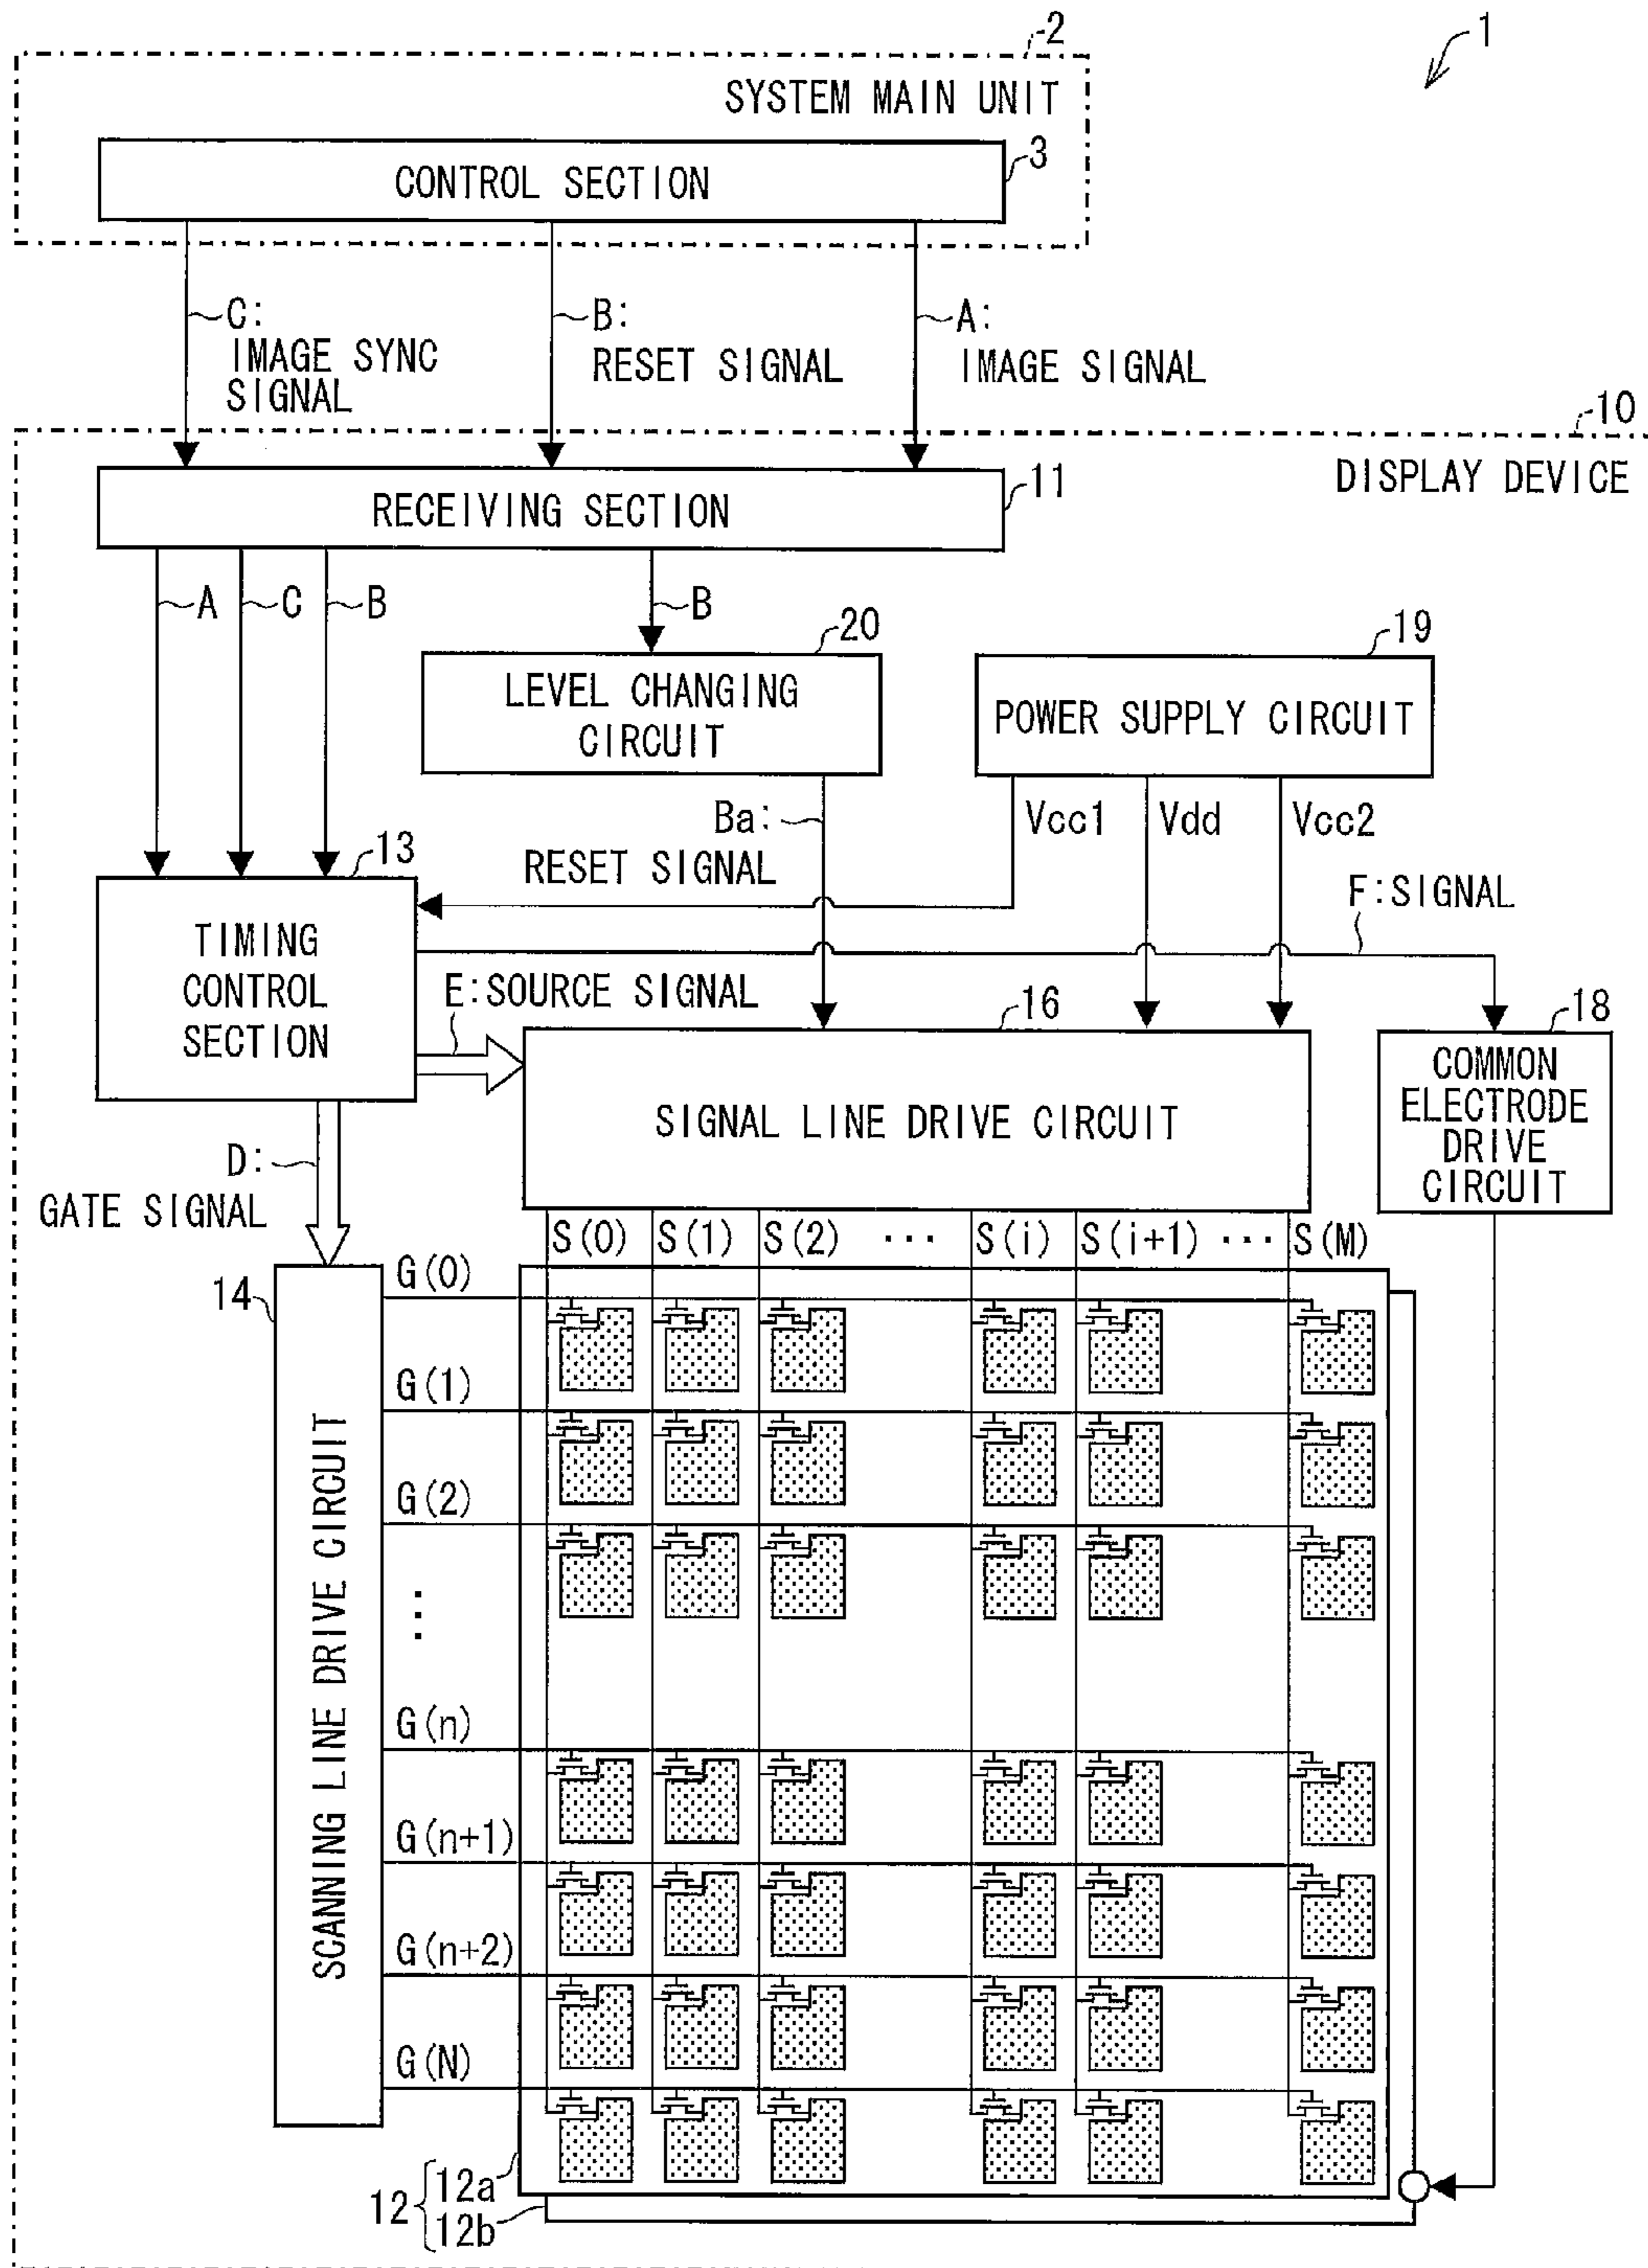 1
2
SYSTEM MAIN UNIT
3
CONTROL SECTION
C:
IMAGE SYNC
SIGNAL
B:
RESET SIGNAL
A:
IMAGE SIGNAL
10
DISPLAY DEVICE
11
RECEIVING SECTION
A
C
B
B
20
LEVEL CHANGING
CIRCUIT
19
POWER SUPPLY CIRCUIT
Ba:
RESET SIGNAL
Vcc1
Vdd
Vcc2
13
TIMING
CONTROL
SECTION
F:SIGNAL
E:SOURCE SIGNAL
16
SIGNAL LINE DRIVE CIRCUIT
18
COMMON
ELECTRODE
DRIVE
CIRCUIT
D:
GATE SIGNAL
S(0) S(1) S(2) ... S(i) S(i+1) ... S(M)
14
SCANNING LINE DRIVE CIRCUIT
G(0)
G(1)
G(2)
⋮
G(n)
G(n+1)
G(n+2)
G(N)
12 { 12a
12b